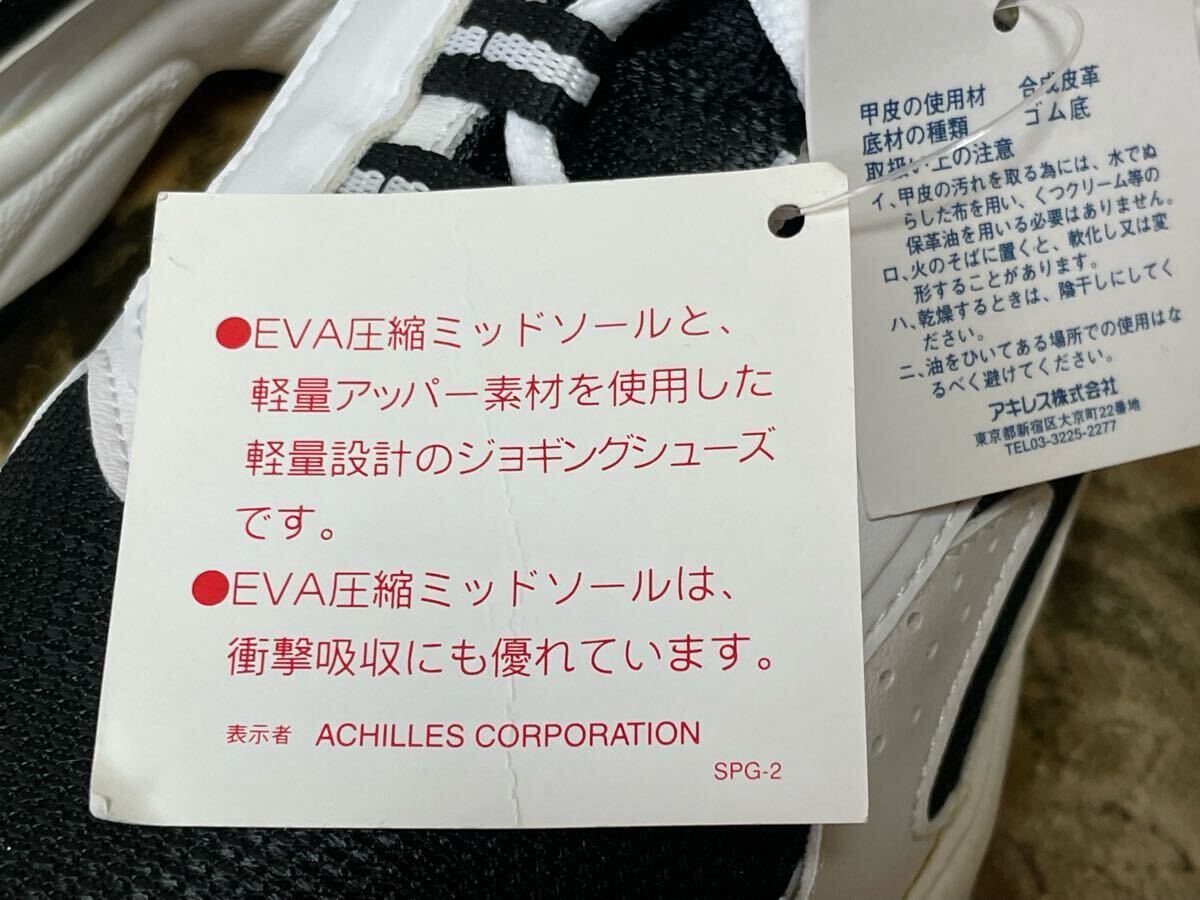 ●EVA圧縮ミッドソールと、
軽量アッパー素材を使用した
軽量設計のジョギングシューズ
です。
●EVA圧縮ミッドソールは、
衝撃吸収にも優れています。
表示者 ACHILLES CORPORATION
SPG-2
甲皮の使用材 合成皮革
底材の種類 ゴム底
取扱い上の注意
イ、甲皮の汚れを取る為には、水でぬ
らした布を用い、くつクリーム等の
保革油を用いる必要はありません。
ロ、火のそばに置くと、軟化し又は変
形することがあります。
ハ、乾燥するときは、陰干しにしてく
ださい。
ニ、油をひいてある場所での使用はな
るべく避けてください。
アキレス株式会社
東京都新宿区大京町22番地
TEL03-3225-2277